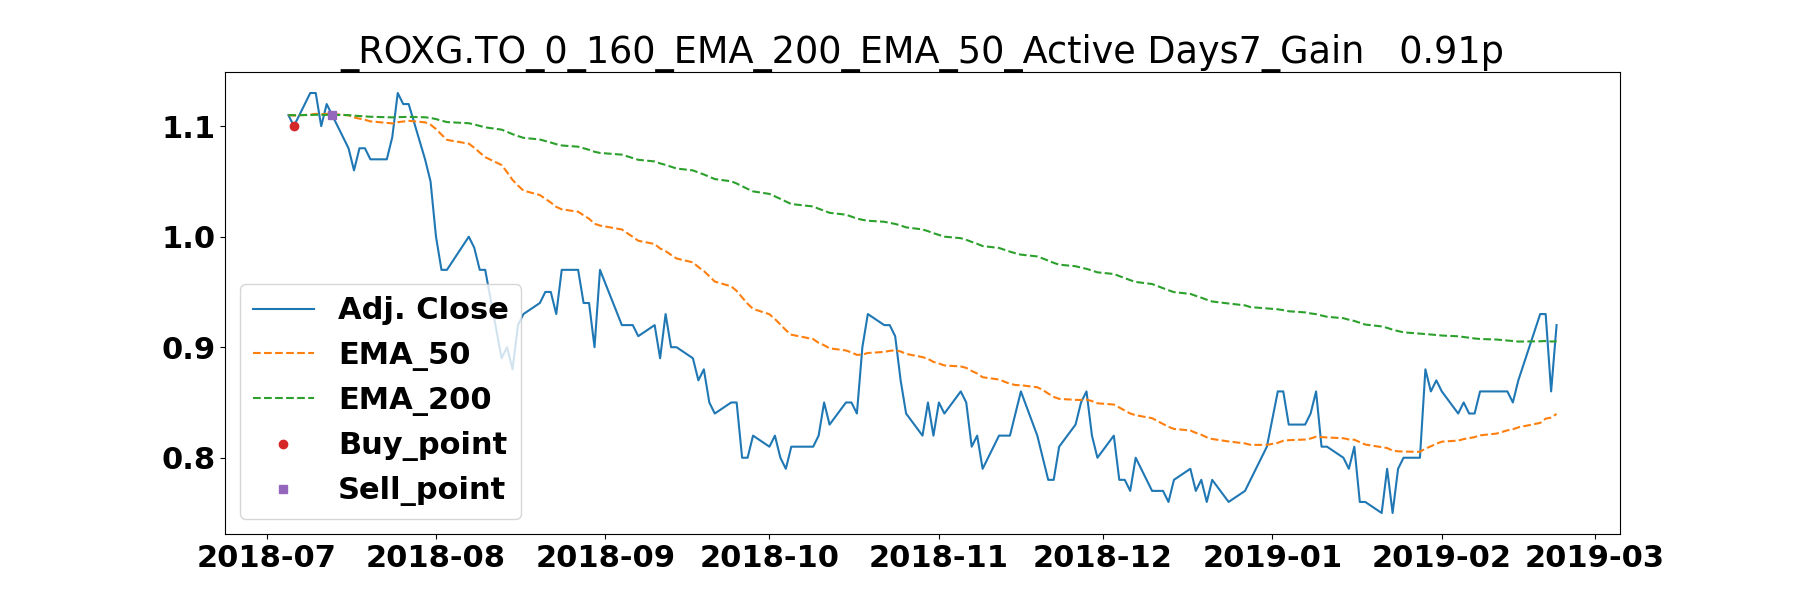 _ROXG.TO_0_160_EMA_200_EMA_50_Active Days7_Gain   0.91p
1.1
1.0
0.9
0.8
Adj. Close
EMA_50
EMA_200
Buy_point
Sell_point
2018-07 2018-08 2018-09 2018-10 2018-11 2018-12 2019-01 2019-02 2019-03